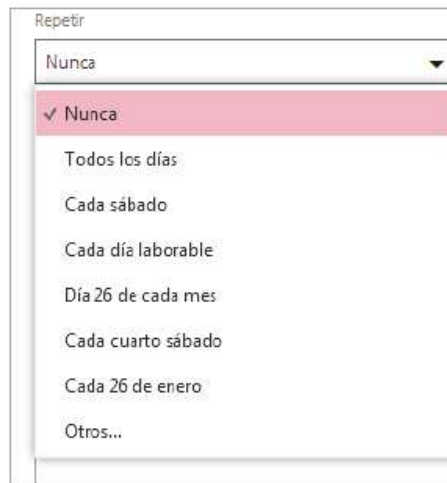 Repetir
Nunca
Nunca
Todos los días
Cada sábado
Cada día laborable
Día 26 de cada mes
Cada cuarto sábado
Cada 26 de enero
Otros...